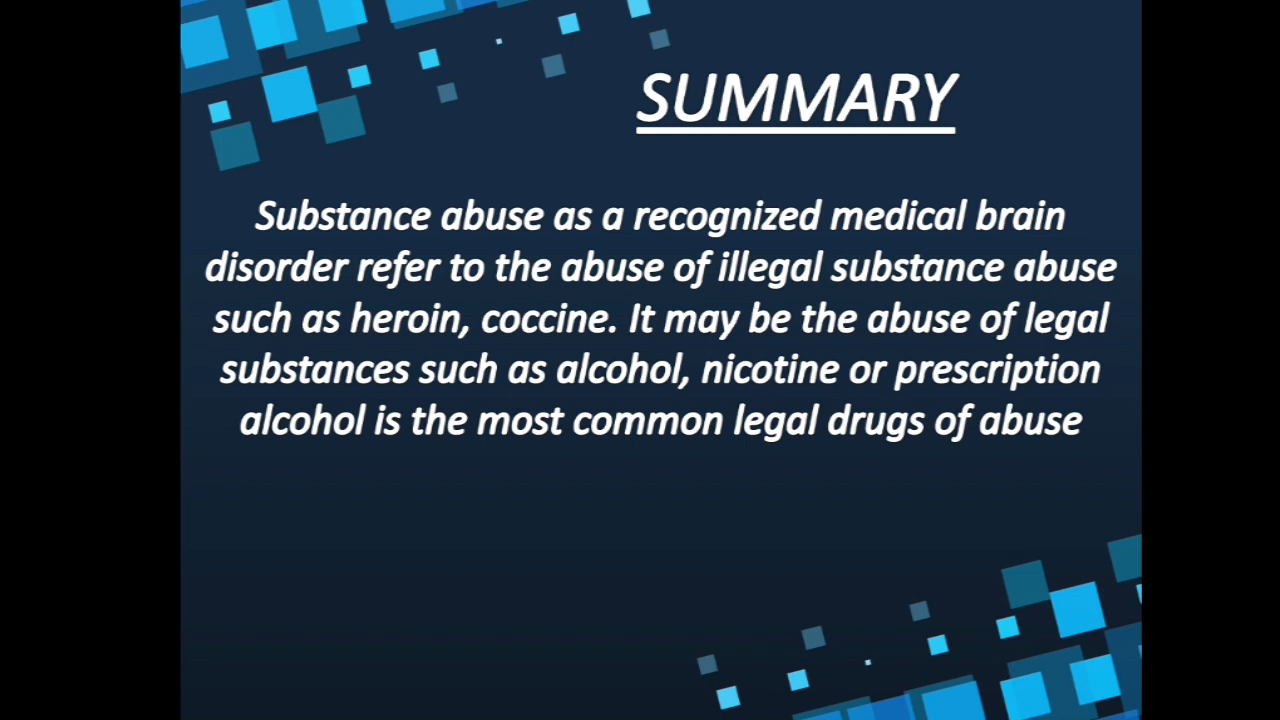 SUMMARY
Substance abuse as a recognized medical brain
disorder refer to the abuse of illegal substance abuse
such as heroin, coccine. It may be the abuse of legal
substances such as alcohol, nicotine or prescription
alcohol is the most common legal drugs of abuse